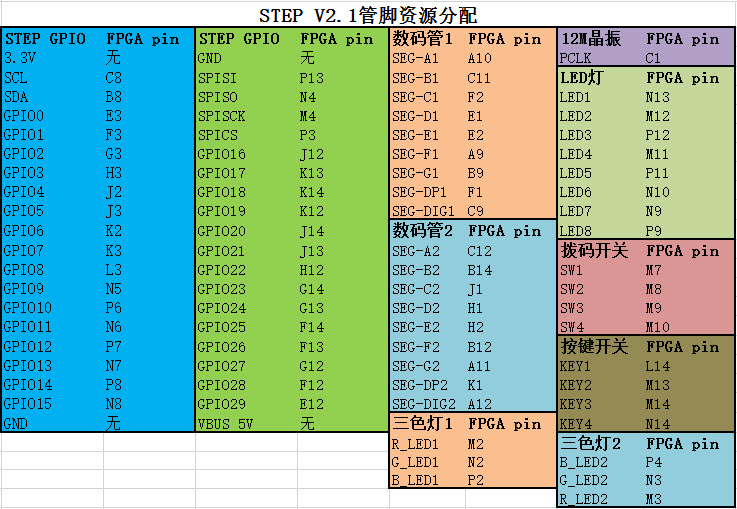 STEP V2.1管脚资源分配
STEP GPIO FPGA pin
3.3V 无
SCL C8
SDA B8
GPIO0 E3
GPIO1 F3
GPIO2 G3
GPIO3 H3
GPIO4 J2
GPIO5 J3
GPIO6 K2
GPIO7 K3
GPIO8 L3
GPIO9 N5
GPIO10 P6
GPIO11 N6
GPIO12 P7
GPIO13 N7
GPIO14 P8
GPIO15 N8
GND 无
STEP GPIO FPGA pin
GND 无
SPISI P13
SPISO N4
SPISCK M4
SPICS P3
GPIO16 J12
GPIO17 K13
GPIO18 K14
GPIO19 K12
GPIO20 J14
GPIO21 J13
GPIO22 H12
GPIO23 G14
GPIO24 G13
GPIO25 F14
GPIO26 F13
GPIO27 G12
GPIO28 F12
GPIO29 E12
VBUS 5V 无
数码管1 FPGA pin
SEG-A1 A10
SEG-B1 C11
SEG-C1 F2
SEG-D1 E1
SEG-E1 E2
SEG-F1 A9
SEG-G1 B9
SEG-DP1 F1
SEG-DIG1 C9
数码管2 FPGA pin
SEG-A2 C12
SEG-B2 B14
SEG-C2 J1
SEG-D2 H1
SEG-E2 H2
SEG-F2 B12
SEG-G2 A11
SEG-DP2 K1
SEG-DIG2 A12
三色灯1 FPGA pin
R_LED1 M2
G_LED1 N2
B_LED1 P2
12M晶振 FPGA pin
PCLK C1
LED灯 FPGA pin
LED1 N13
LED2 M12
LED3 P12
LED4 M11
LED5 P11
LED6 N10
LED7 N9
LED8 P9
拨码开关 FPGA pin
SW1 M7
SW2 M8
SW3 M9
SW4 M10
按键开关 FPGA pin
KEY1 L14
KEY2 M13
KEY3 M14
KEY4 N14
三色灯2 FPGA pin
B_LED2 P4
G_LED2 N3
R_LED2 M3